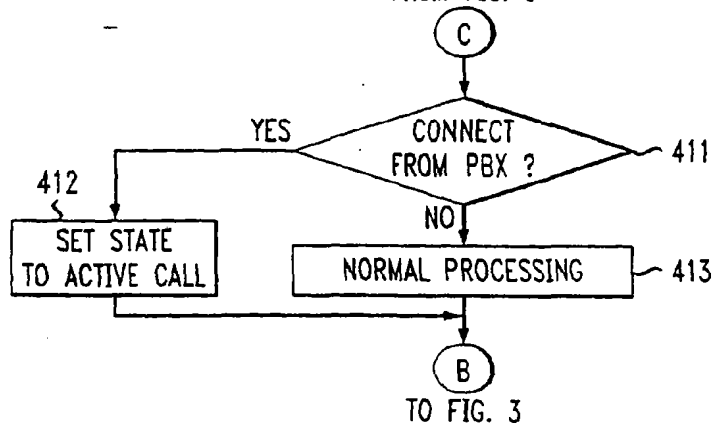 C
CONNECT
FROM PBX ?
YES
411
412
SET STATE
TO ACTIVE CALL
NO
NORMAL PROCESSING
413
B
TO FIG. 3